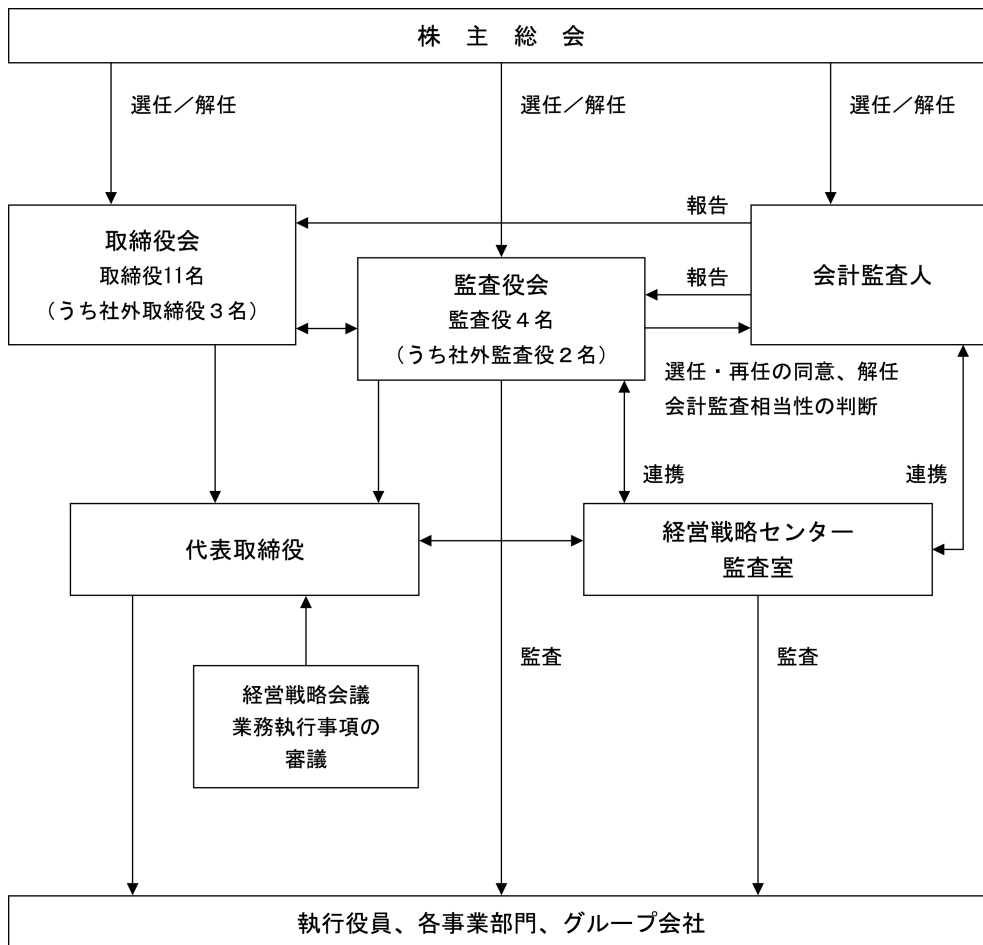 株 主 総 会
選任／解任
選任／解任
選任／解任
報告
取締役会
取締役11名
（うち社外取締役３名）
監査役会
監査役４名
（うち社外監査役２名）
報告
会計監査人
選任・再任の同意、解任
会計監査相当性の判断
連携
連携
代表取締役
経営戦略センター
監査室
監査
監査
経営戦略会議
業務執行事項の
審議
執行役員、各事業部門、グループ会社